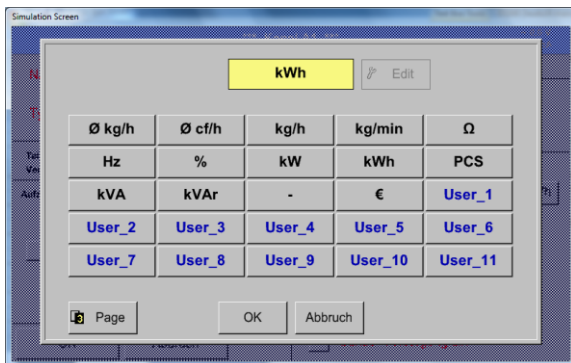 Simulation Screen
kWh Edit
Ø kg/h Ø cf/h kg/h kg/min Ω
Hz % kW kWh PCS
kVA kVAr - € User_1
User_2 User_3 User_4 User_5 User_6
User_7 User_8 User_9 User_10 User_11
Page OK Abbruch